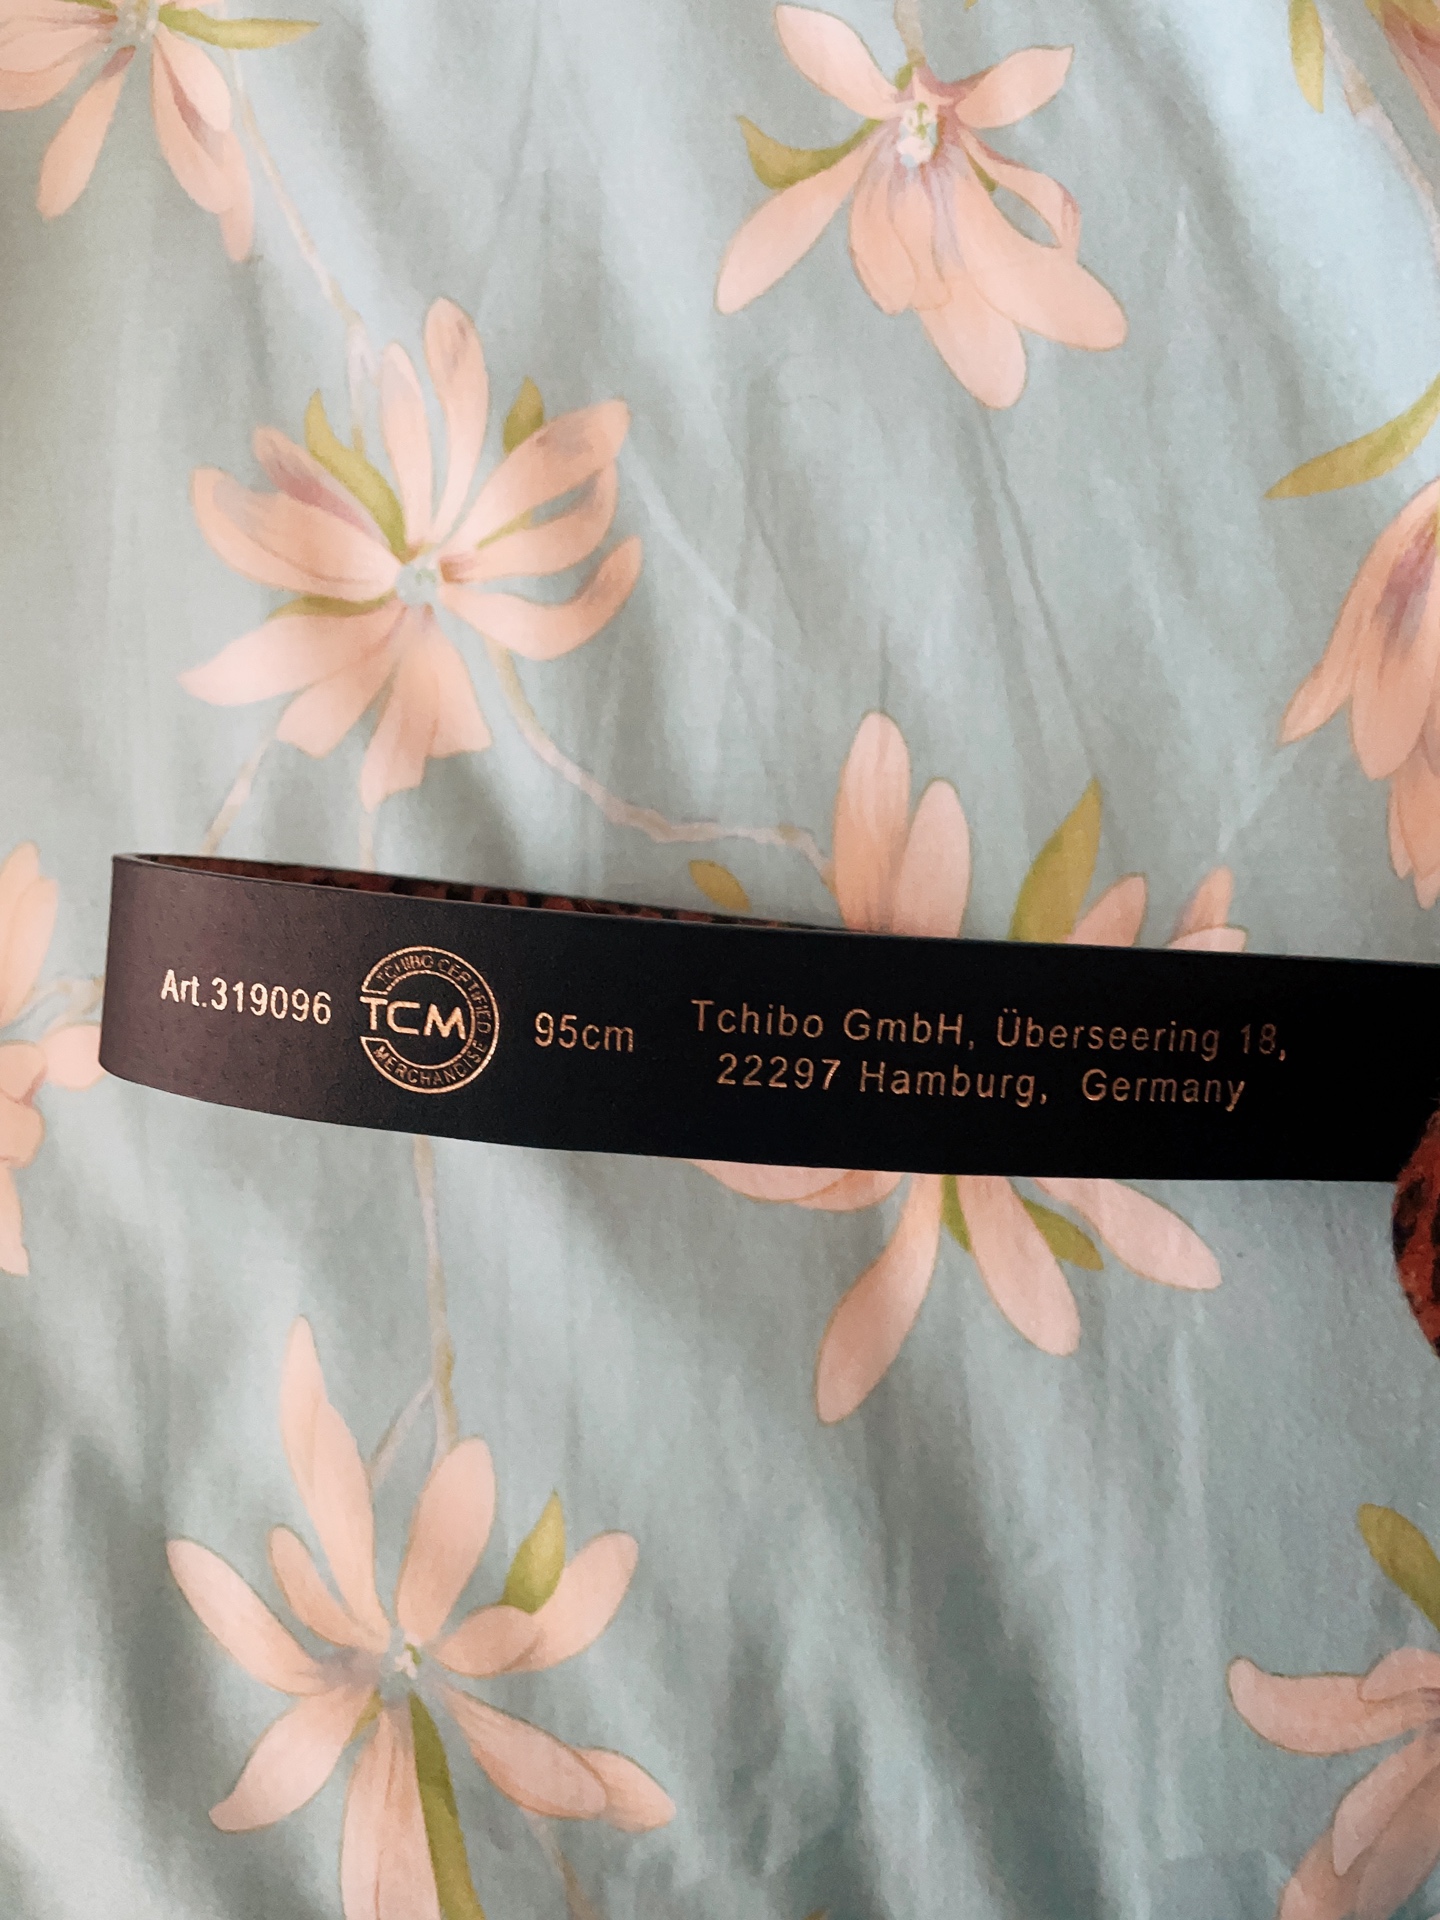 Art.319096
TCHIBO CERTIFIED
TCM
MERCHANDISE
95cm
Tchibo GmbH, Überseering 18,
22297 Hamburg, Germany